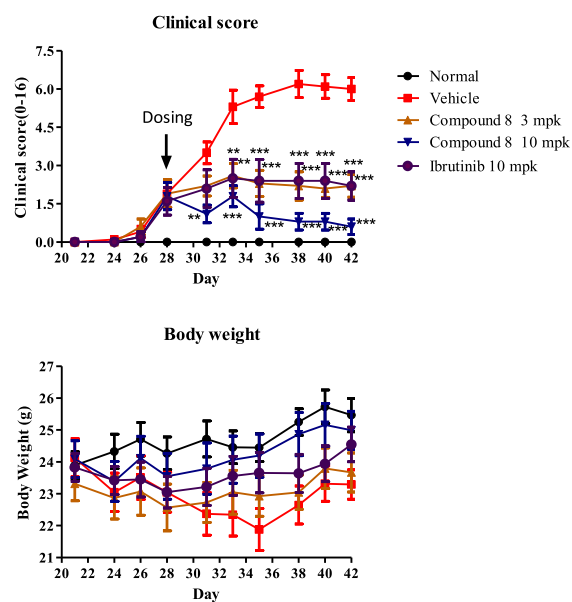 Clinical score
Clinical score(0-16)
7.5
6.0
4.5
3.0
1.5
0.0
Dosing
** *** *** *** ***
** *** *** *** ***
** *** *** *** *** ***
20 22 24 26 28 30 32 34 36 38 40 42
Day
Normal
Vehicle
Compound 8 3 mpk
Compound 8 10 mpk
Ibrutinib 10 mpk
Body weight
Body Weight (g)
27
26
25
24
23
22
21
20 22 24 26 28 30 32 34 36 38 40 42
Day